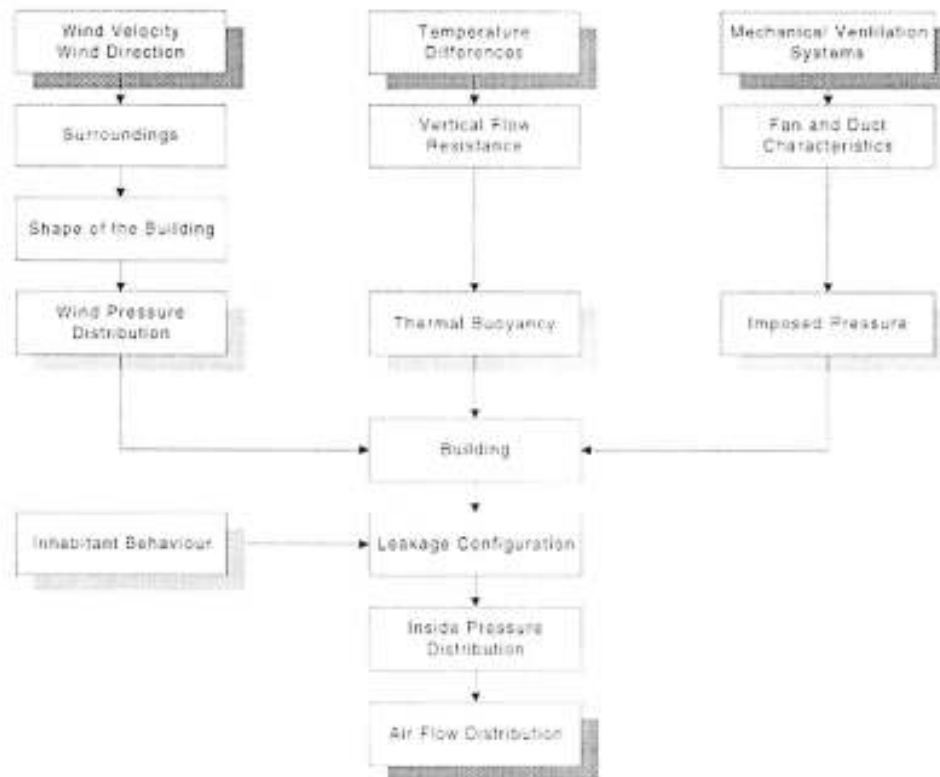 Wind Velocity
Wind Direction
Temperature
Differences
Mechanical Ventilation
Systems
Surroundings
Vertical Flow
Resistance
Fan and Duct
Characteristics
Shape of the Building
Wind Pressure
Distribution
Thermal Buoyancy
Imposed Pressure
Building
Inhabitant Behaviour
Leakage Configuration
Inside Pressure
Distribution
Air Flow Distribution